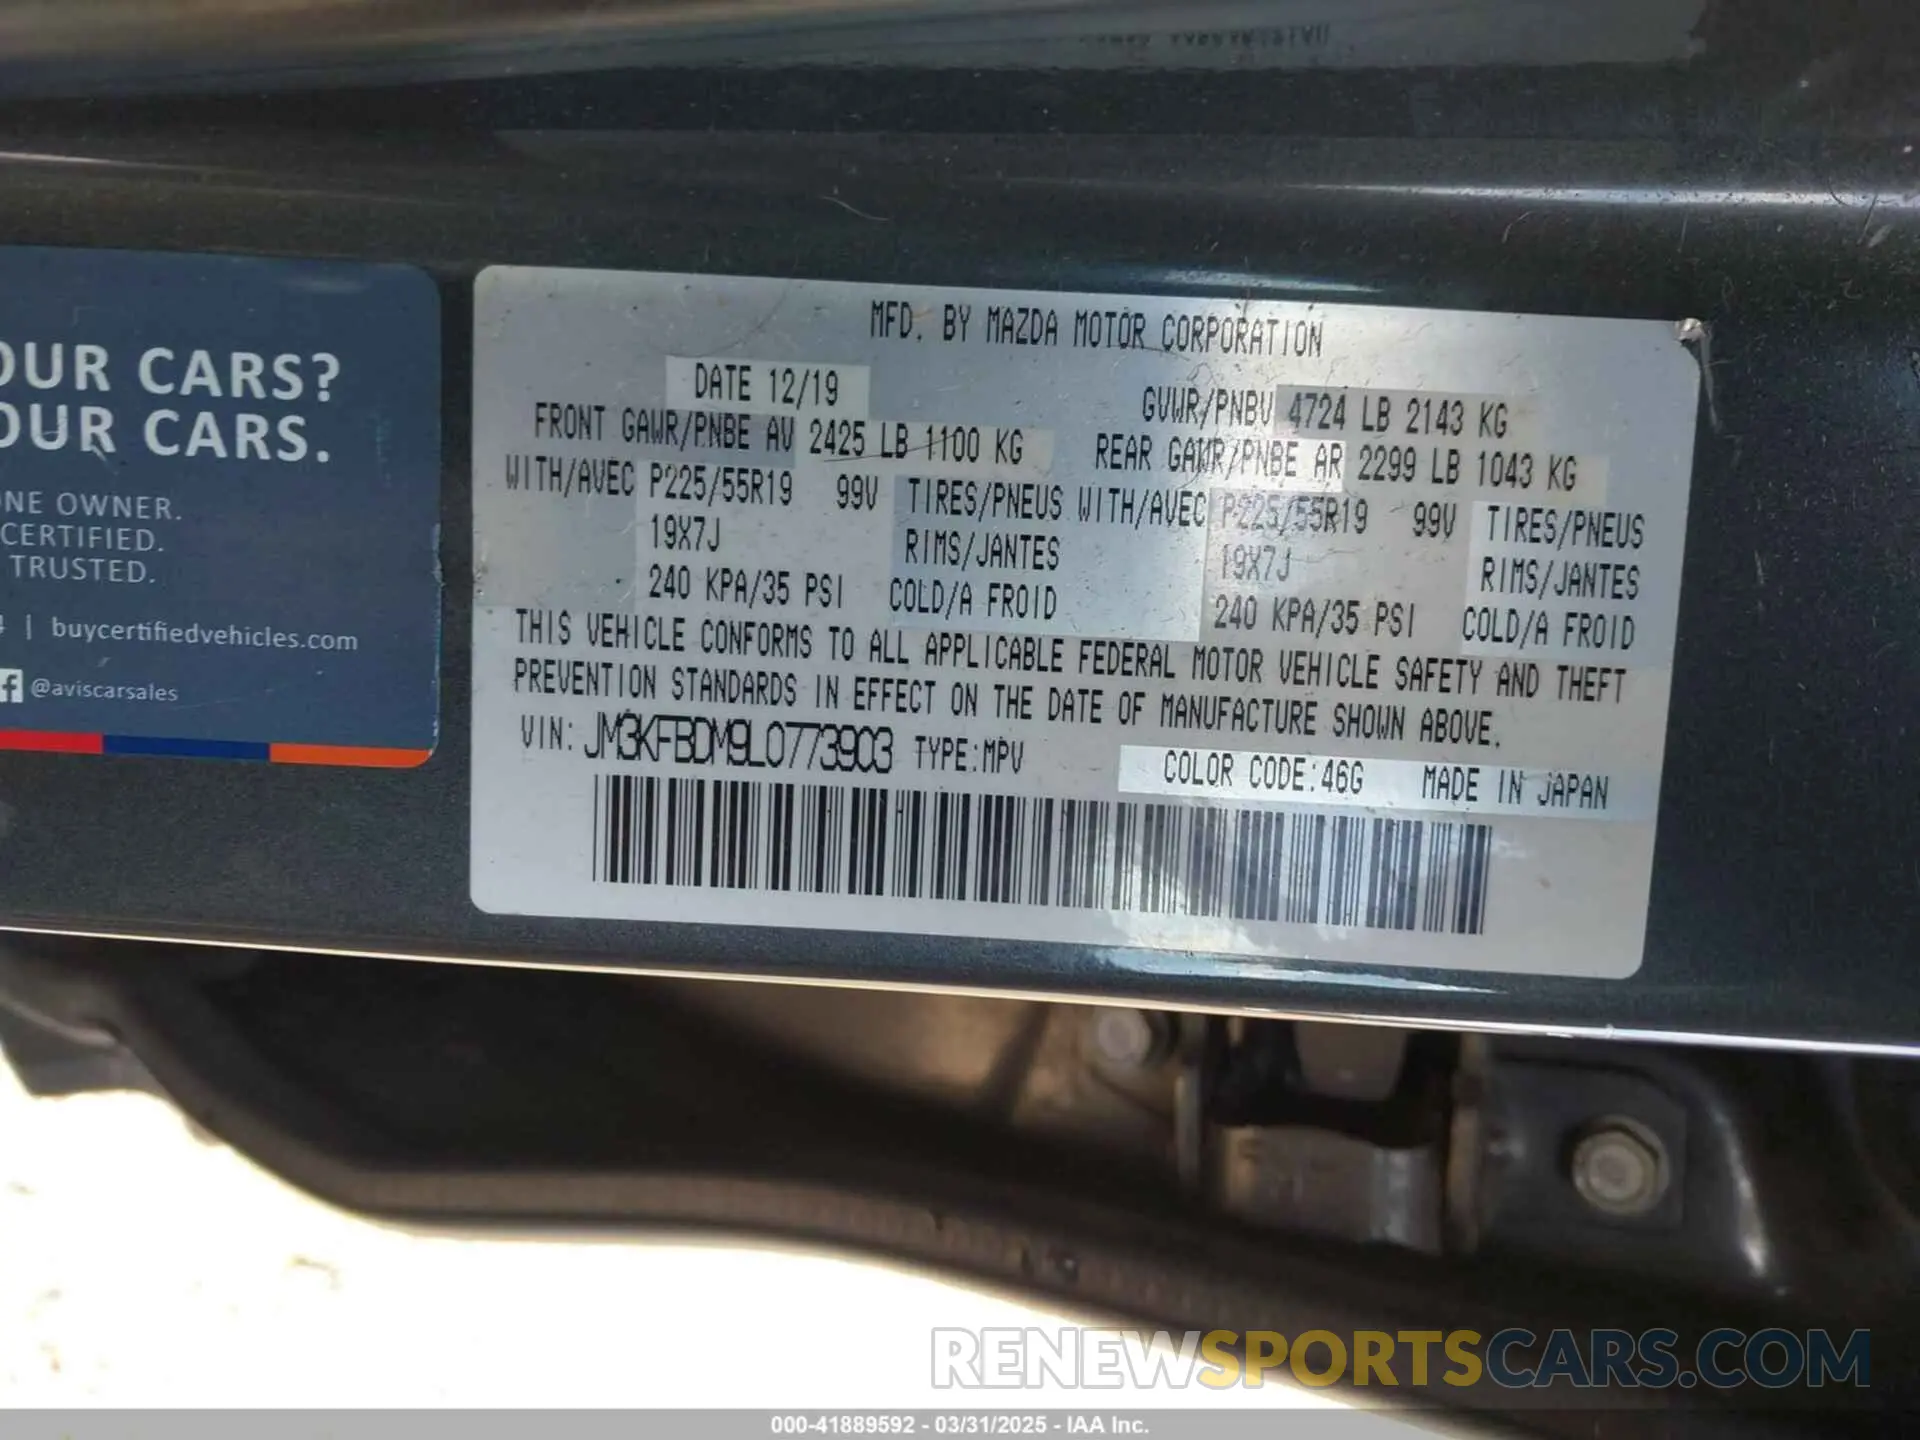 OUR CARS?
OUR CARS.
ONE OWNER.
CERTIFIED.
TRUSTED.
4 | buycertifiedvehicles.com
@aviscarsales
MFD. BY MAZDA MOTOR CORPORATION
DATE 12/19 GVWR/PNBV 4724 LB 2143 KG
FRONT GAWR/PNBE AV 2425 LB 1100 KG REAR GAWR/PNBE AR 2299 LB 1043 KG
WITH/AVEC P225/55R19 99V TIRES/PNEUS WITH/AVEC P225/55R19 99V TIRES/PNEUS
19X7J RIMS/JANTES 19X7J RIMS/JANTES
240 KPA/35 PSI COLD/A FROID 240 KPA/35 PSI COLD/A FROID
THIS VEHICLE CONFORMS TO ALL APPLICABLE FEDERAL MOTOR VEHICLE SAFETY AND THEFT
PREVENTION STANDARDS IN EFFECT ON THE DATE OF MANUFACTURE SHOWN ABOVE.
VIN: JM3KFBDM9L0773903 TYPE:MPV COLOR CODE:46G MADE IN JAPAN
RENEWSPORTSCARS.COM
000-41889592 - 03/31/2025 - IAA Inc.